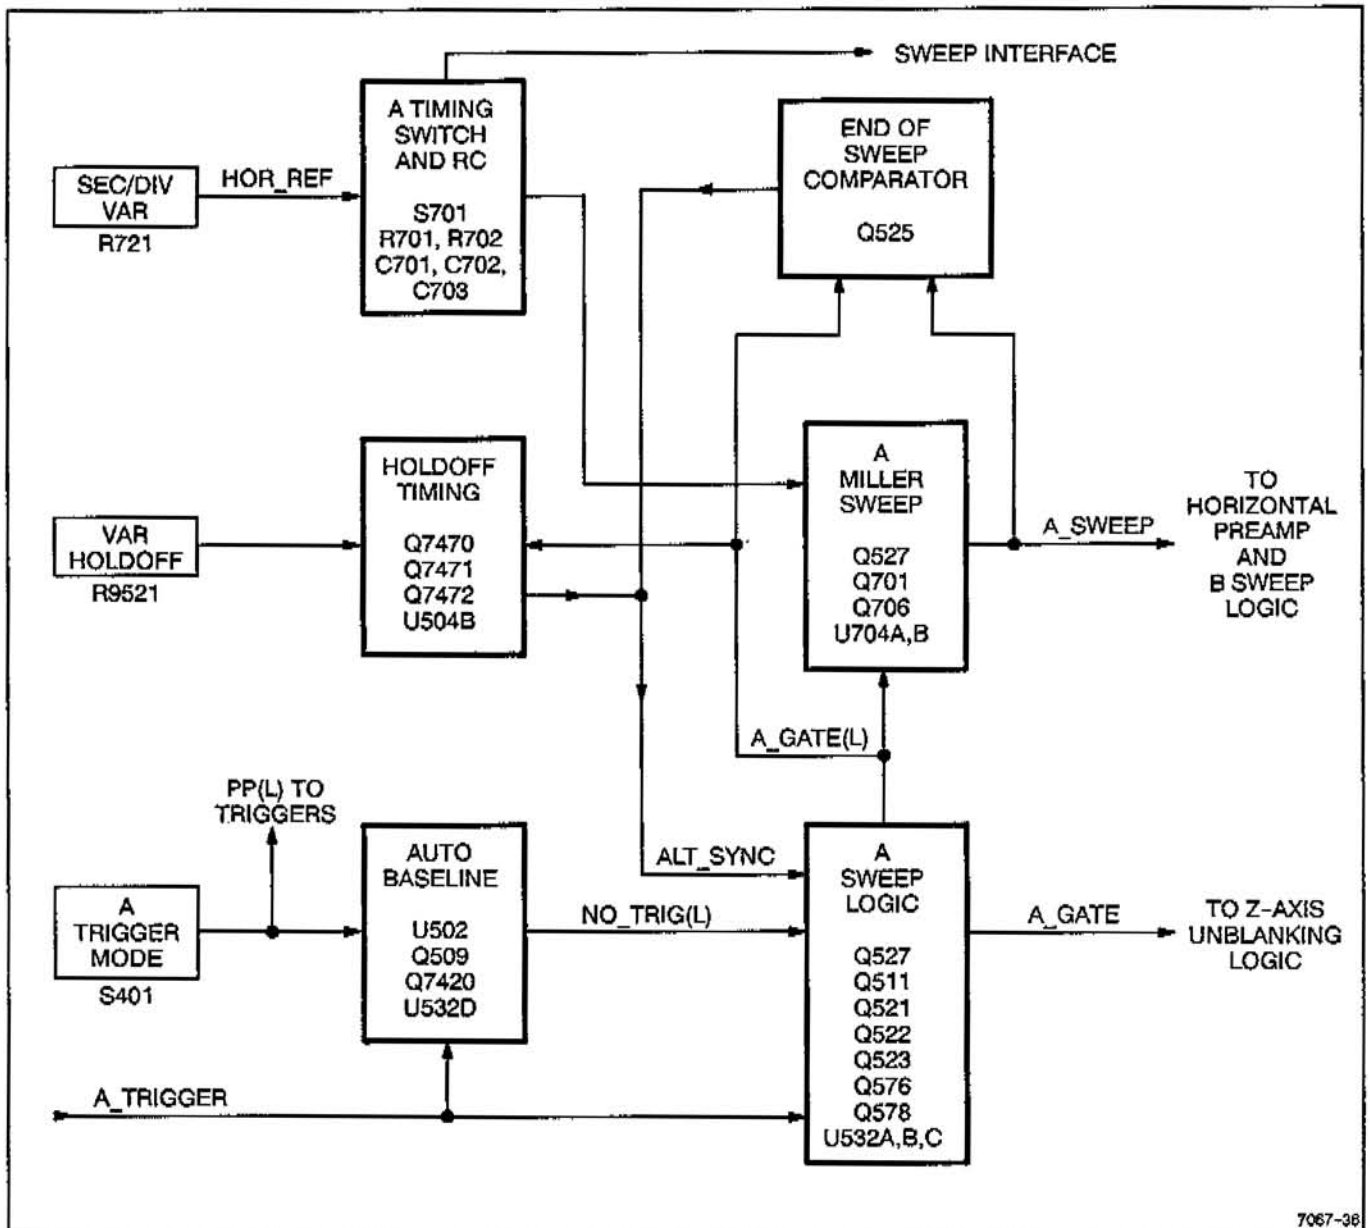 SWEEP INTERFACE
A TIMING
SWITCH
AND RC
S701
R701, R702
C701, C702,
C703
END OF
SWEEP
COMPARATOR
Q525
SEC/DIV
VAR
R721
HOR_REF
HOLDOFF
TIMING
Q7470
Q7471
Q7472
U504B
VAR
HOLDOFF
R9521
A
MILLER
SWEEP
Q527
Q701
Q706
U704A,B
A_SWEEP
TO
HORIZONTAL
PREAMP
AND
B SWEEP
LOGIC
A_GATE(L)
PP(L) TO
TRIGGERS
A
TRIGGER
MODE
S401
AUTO
BASELINE
U502
Q509
Q7420
U532D
ALT_SYNC
NO_TRIG(L)
A
SWEEP
LOGIC
Q527
Q511
Q521
Q522
Q523
Q576
Q578
U532A,B,C
A_GATE
TO Z-AXIS
UNBLANKING
LOGIC
A_TRIGGER
7067-36